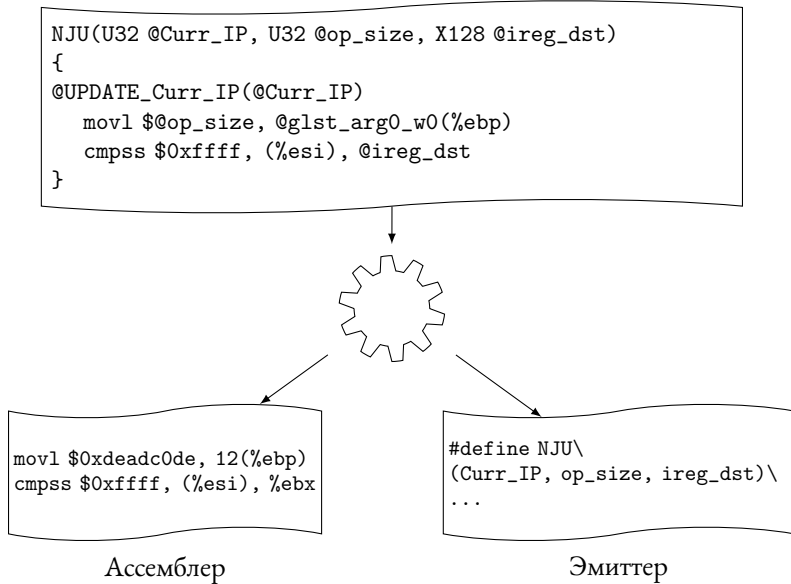 NJU(U32 @Curr_IP, U32 @op_size, X128 @ireg_dst)
{
@UPDATE_Curr_IP(@Curr_IP)
movl $@op_size, @glst_arg0_w0(%ebp)
cmpss $0xffff, (%esi), @ireg_dst
}
movl $0xdeadc0de, 12(%ebp)
cmpss $0xffff, (%esi), %ebx
Ассемблер
#define NJU\
(Curr_IP, op_size, ireg_dst)\
...
Эмиттер